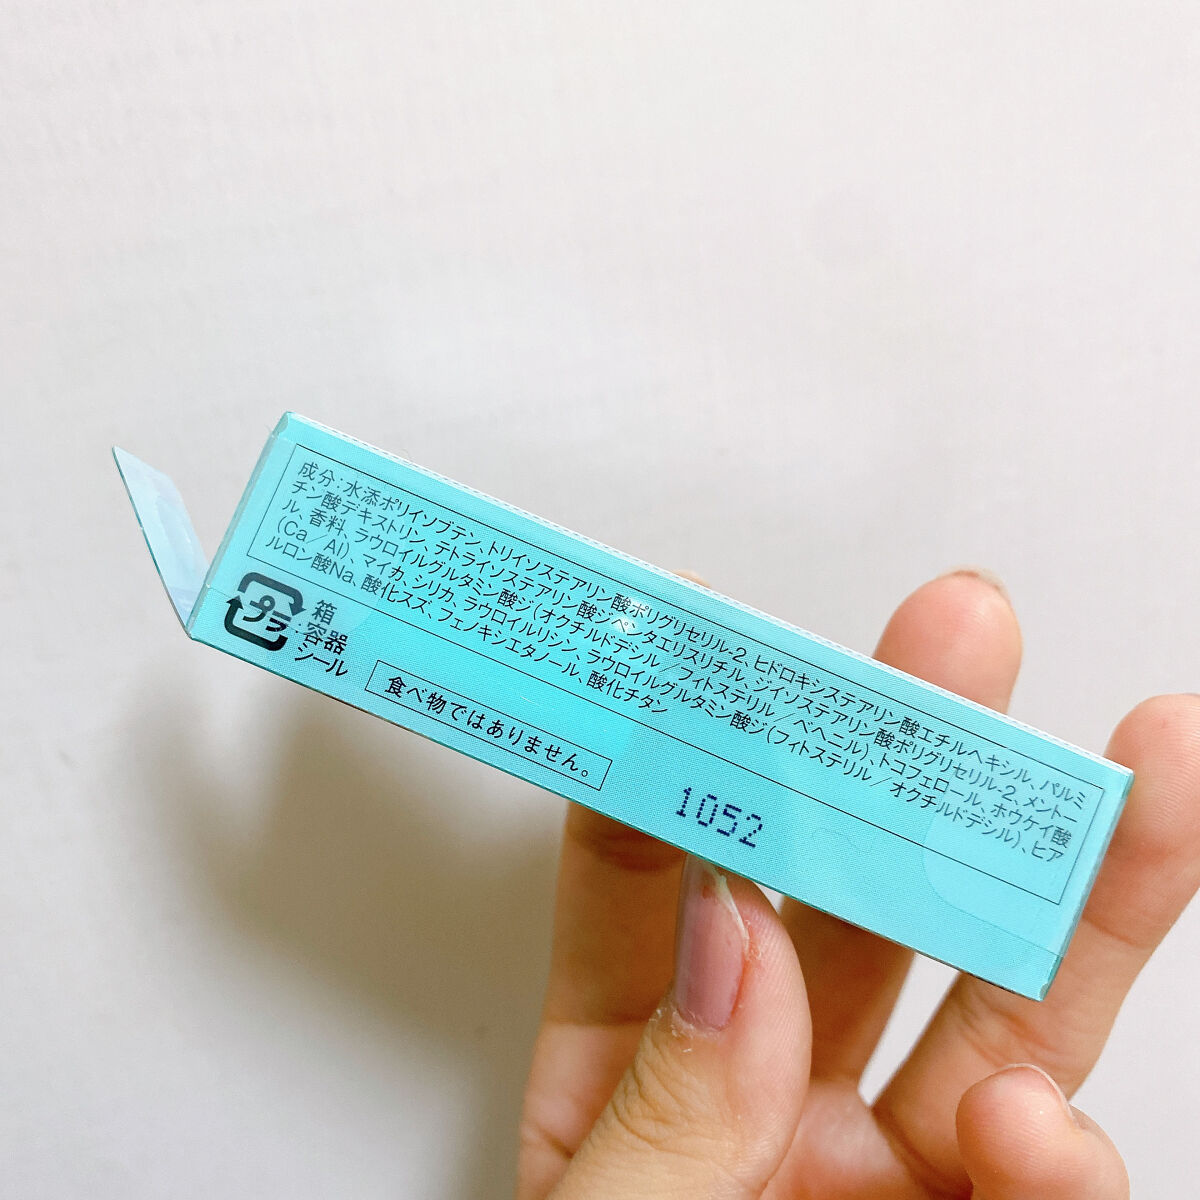 成分：水添ポリイソブテン、トリイソステアリン酸ポリグリセリル-2、ヒドロキシステアリン酸エチルヘキシル、パルミ
チン酸デキストリン、テトライソステアリン酸ジペンタエリスリチル、ジイソステアリン酸ポリグリセリル-2、メントー
ル、香料、ラウロイルグルタミン酸ジ(オクチルドデシル／フィトステリル／ベヘニル)、トコフェロール、ホウケイ酸
(Ca／Al)、マイカ、シリカ、ラウロイルリシン、ラウロイルグルタミン酸ジ(フィトステリル／オクチルドデシル)、ヒア
ルロン酸Na、酸化スズ、フェノキシエタノール、酸化チタン
プラ
箱
容器
シール
食べ物ではありません。
1052